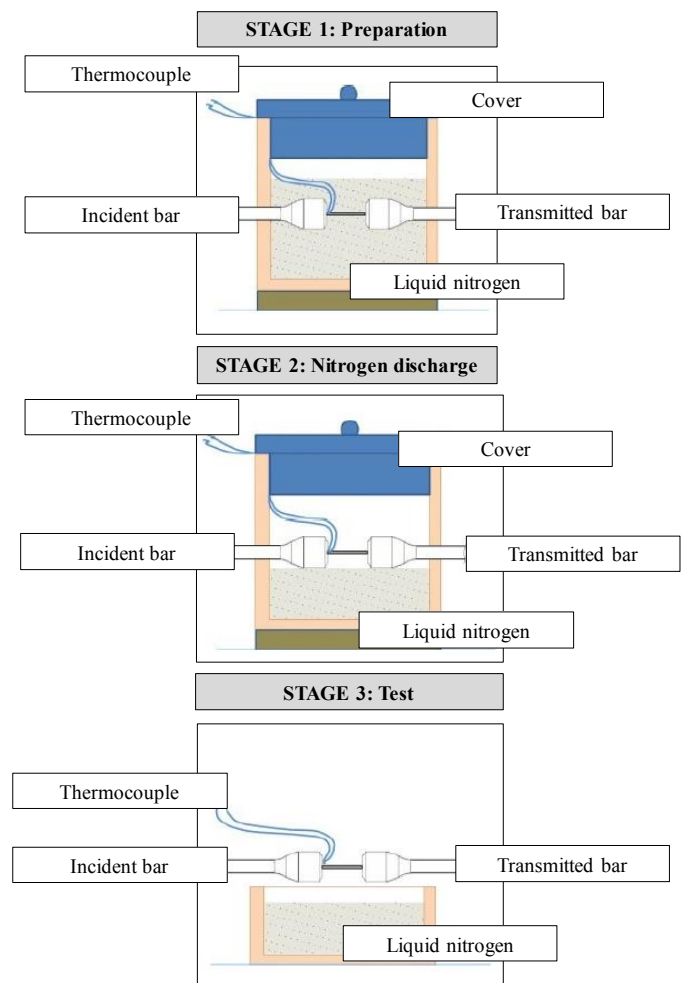 STAGE 1: Preparation
Thermocouple
Cover
Incident bar
Transmitted bar
Liquid nitrogen
STAGE 2: Nitrogen discharge
Thermocouple
Cover
Incident bar
Transmitted bar
Liquid nitrogen
STAGE 3: Test
Thermocouple
Incident bar
Transmitted bar
Liquid nitrogen